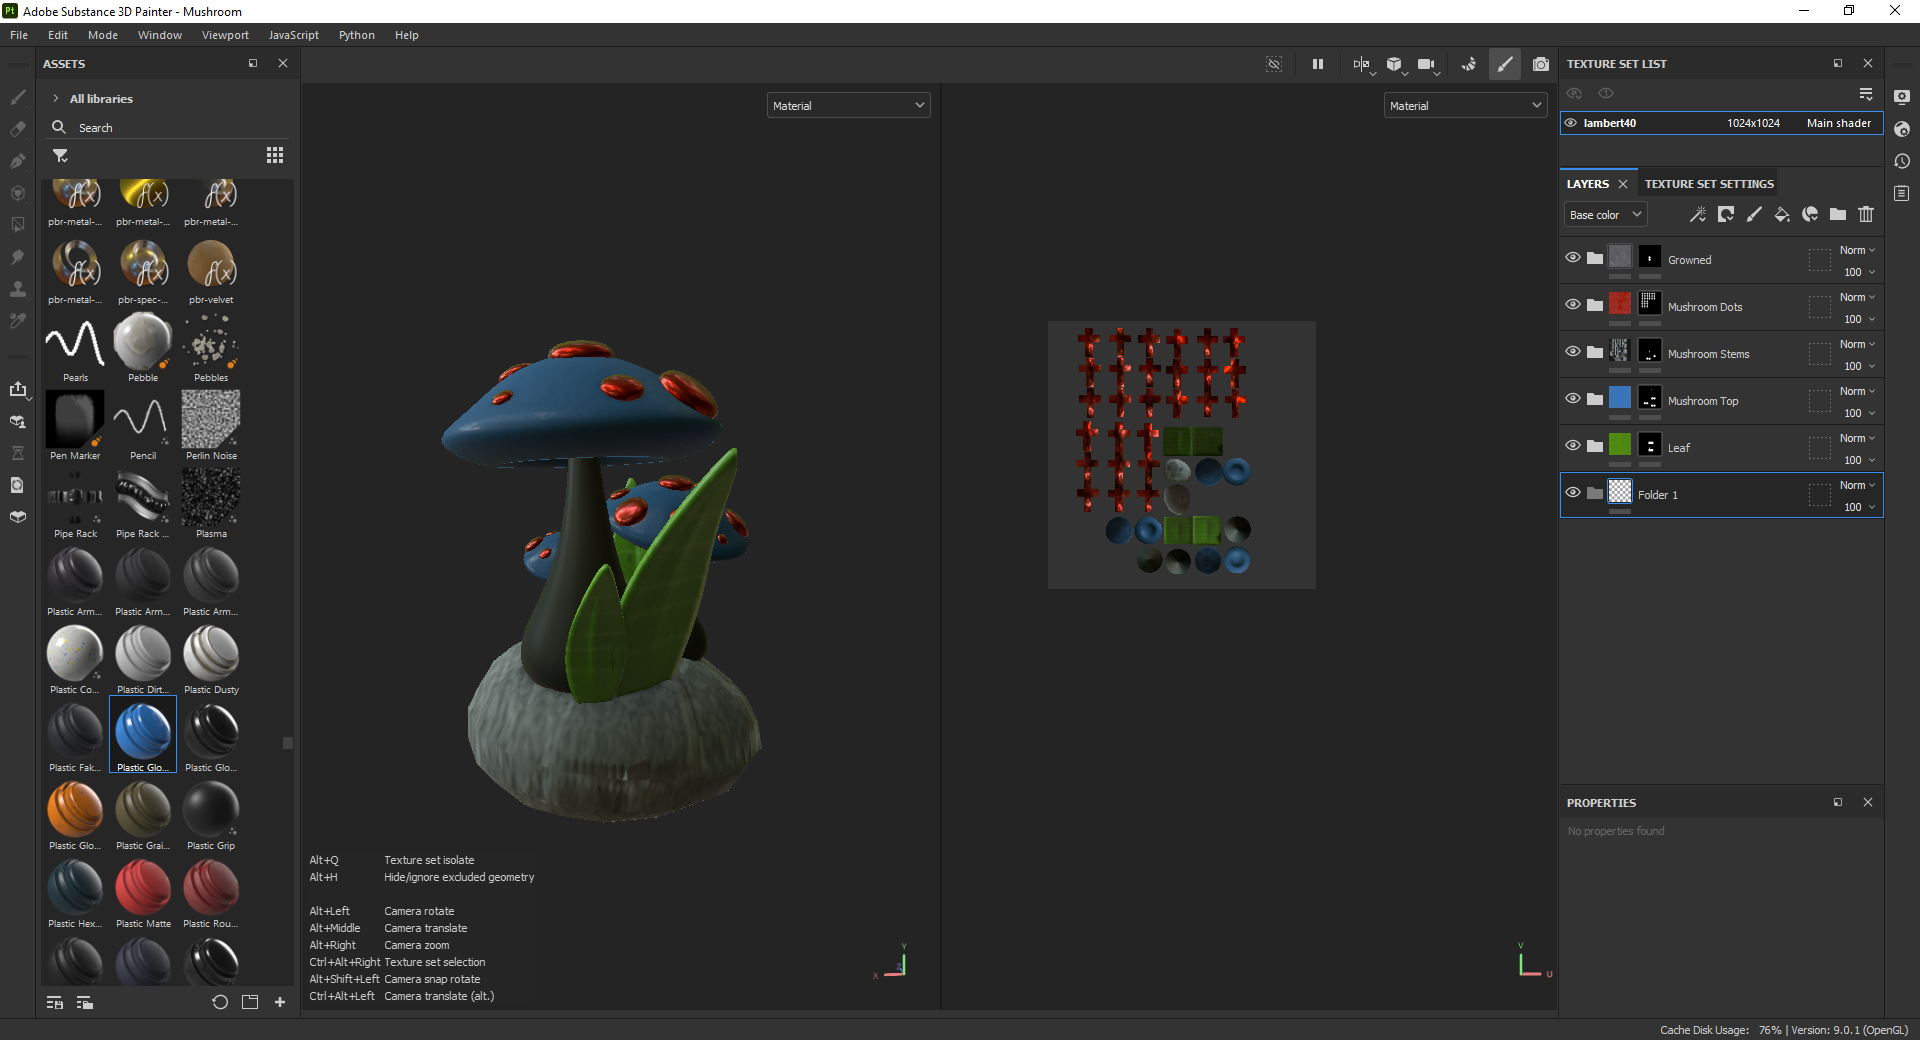 Pt Adobe Substance 3D Painter - Mushroom
File Edit Mode Window Viewport JavaScript Python Help
ASSETS
All libraries
Search
pbr-metal-... pbr-metal-... pbr-metal-...
pbr-metal-... pbr-spec-... pbr-velvet
Pearls Pebble Pebbles
Pen Marker Pencil Perlin Noise
Pipe Rack Pipe Rack ... Plasma
Plastic Arm... Plastic Arm... Plastic Arm...
Plastic Co... Plastic Dirt... Plastic Dusty
Plastic Fak... Plastic Glo... Plastic Glo...
Plastic Glo... Plastic Grai... Plastic Grip
Plastic Hex... Plastic Matte Plastic Rou...
Material
Alt+Q Texture set isolate
Alt+H Hide/ignore excluded geometry
Alt+Left Camera rotate
Alt+Middle Camera translate
Alt+Right Camera zoom
Ctrl+Alt+Right Texture set selection
Alt+Shift+Left Camera snap rotate
Ctrl+Alt+Left Camera translate (alt.)
Y
Z
X
Material
V
U
TEXTURE SET LIST
lambert40 1024x1024 Main shader
LAYERS TEXTURE SET SETTINGS
Base color
Growned Norm 100
Mushroom Dots Norm 100
Mushroom Stems Norm 100
Mushroom Top Norm 100
Leaf Norm 100
Folder 1 Norm 100
PROPERTIES
No properties found
Cache Disk Usage: 76% | Version: 9.0.1 (OpenGL)